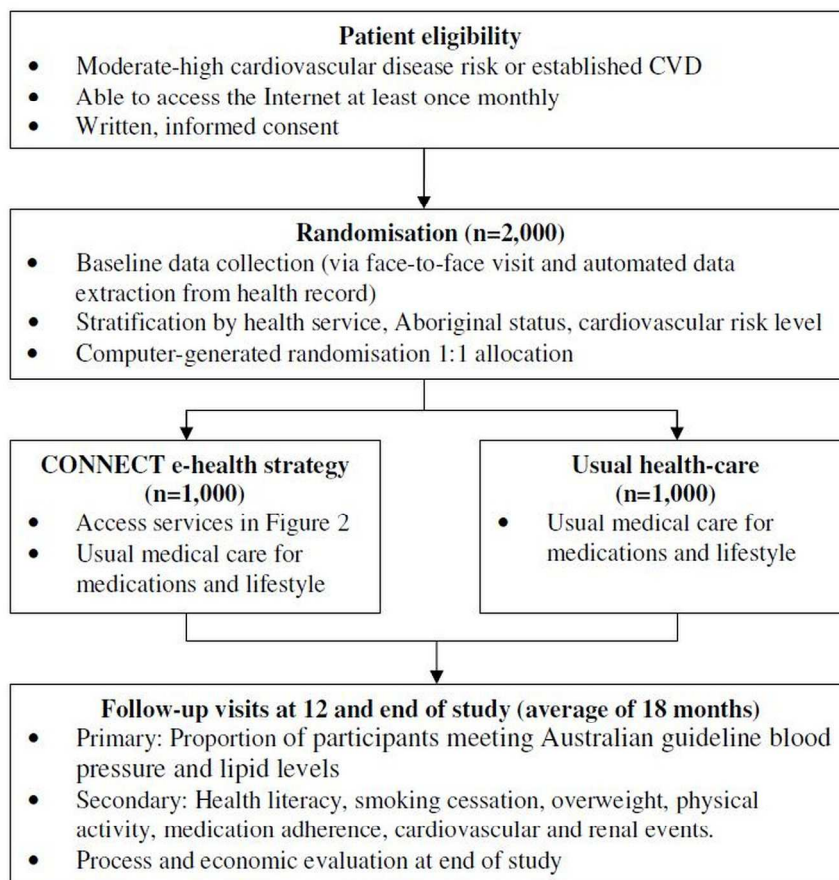 Patient eligibility
• Moderate-high cardiovascular disease risk or established CVD
• Able to access the Internet at least once monthly
• Written, informed consent
Randomisation (n=2,000)
• Baseline data collection (via face-to-face visit and automated data
extraction from health record)
• Stratification by health service, Aboriginal status, cardiovascular risk level
• Computer-generated randomisation 1:1 allocation
CONNECT e-health strategy
(n=1,000)
• Access services in Figure 2
• Usual medical care for
medications and lifestyle
Usual health-care
(n=1,000)
• Usual medical care for
medications and lifestyle
Follow-up visits at 12 and end of study (average of 18 months)
• Primary: Proportion of participants meeting Australian guideline blood
pressure and lipid levels
• Secondary: Health literacy, smoking cessation, overweight, physical
activity, medication adherence, cardiovascular and renal events.
• Process and economic evaluation at end of study